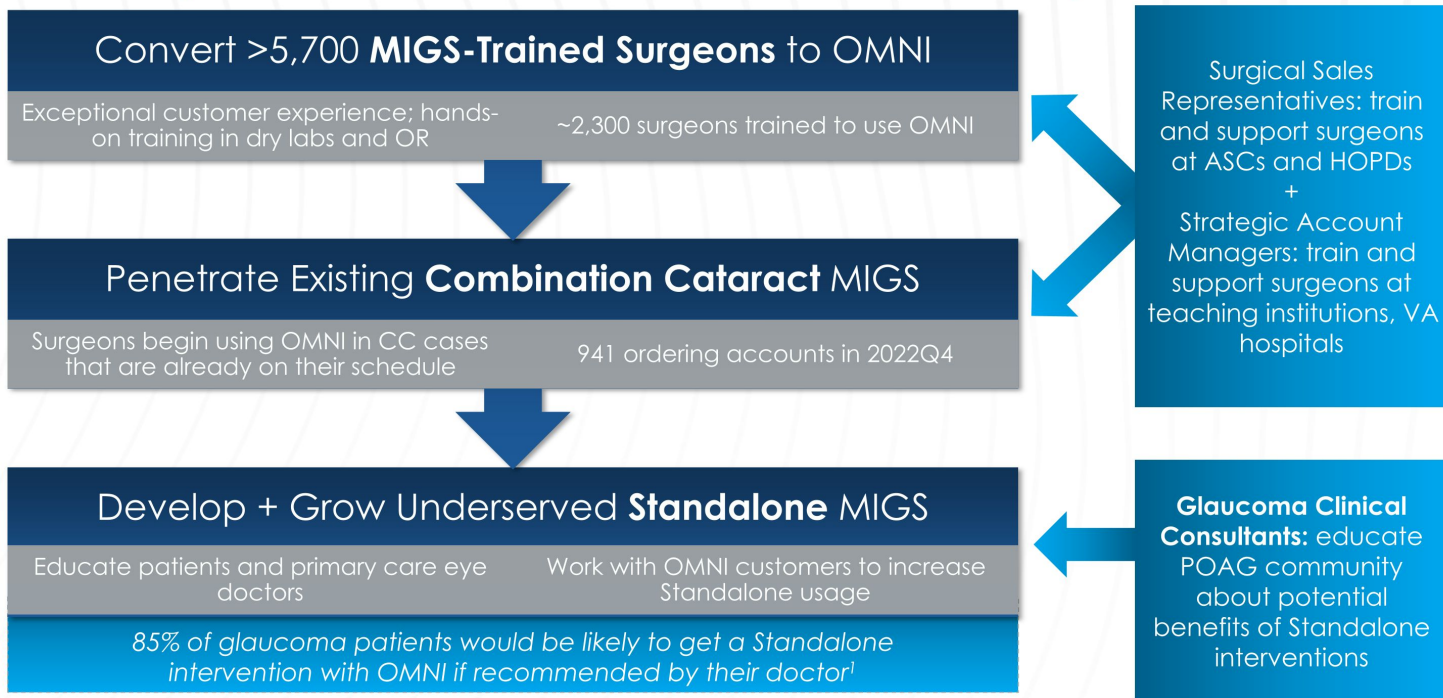 Convert >5,700 MIGS-Trained Surgeons to OMNI
Exceptional customer experience; hands-
on training in dry labs and OR
~2,300 surgeons trained to use OMNI
Penetrate Existing Combination Cataract MIGS
Surgeons begin using OMNI in CC cases
that are already on their schedule
941 ordering accounts in 2022Q4
Develop + Grow Underserved Standalone MIGS
Educate patients and primary care eye
doctors
Work with OMNI customers to increase
Standalone usage
85% of glaucoma patients would be likely to get a Standalone
intervention with OMNI if recommended by their doctor¹
Surgical Sales
Representatives: train
and support surgeons
at ASCs and HOPDs
+
Strategic Account
Managers: train and
support surgeons at
teaching institutions, VA
hospitals
Glaucoma Clinical
Consultants: educate
POAG community
about potential
benefits of Standalone
interventions